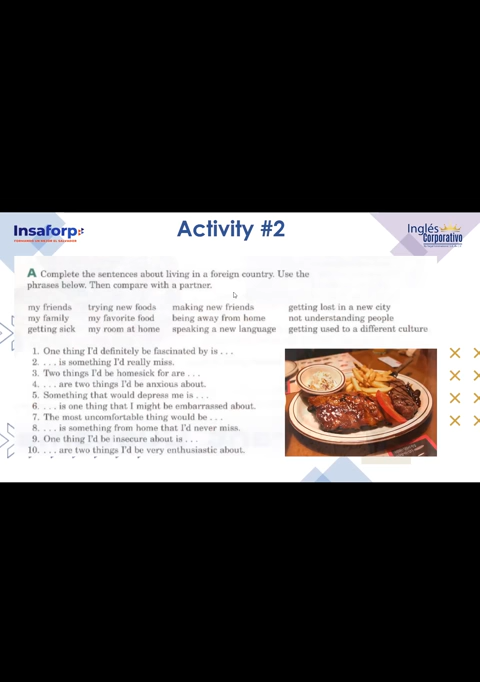 Insaforp
FORMANDO UN MEJOR EL SALVADOR
Activity #2
Inglés
Corporativo
A Complete the sentences about living in a foreign country. Use the
phrases below. Then compare with a partner.
my friends trying new foods making new friends getting lost in a new city
my family my favorite food being away from home not understanding people
getting sick my room at home speaking a new language getting used to a different culture
1. One thing I'd definitely be fascinated by is . . .
2. . . . is something I'd really miss.
3. Two things I'd be homesick for are . . .
4. . . . are two things I'd be anxious about.
5. Something that would depress me is . . .
6. . . . is one thing that I might be embarrassed about.
7. The most uncomfortable thing would be . . .
8. . . . is something from home that I'd never miss.
9. One thing I'd be insecure about is . . .
10. . . . are two things I'd be very enthusiastic about.